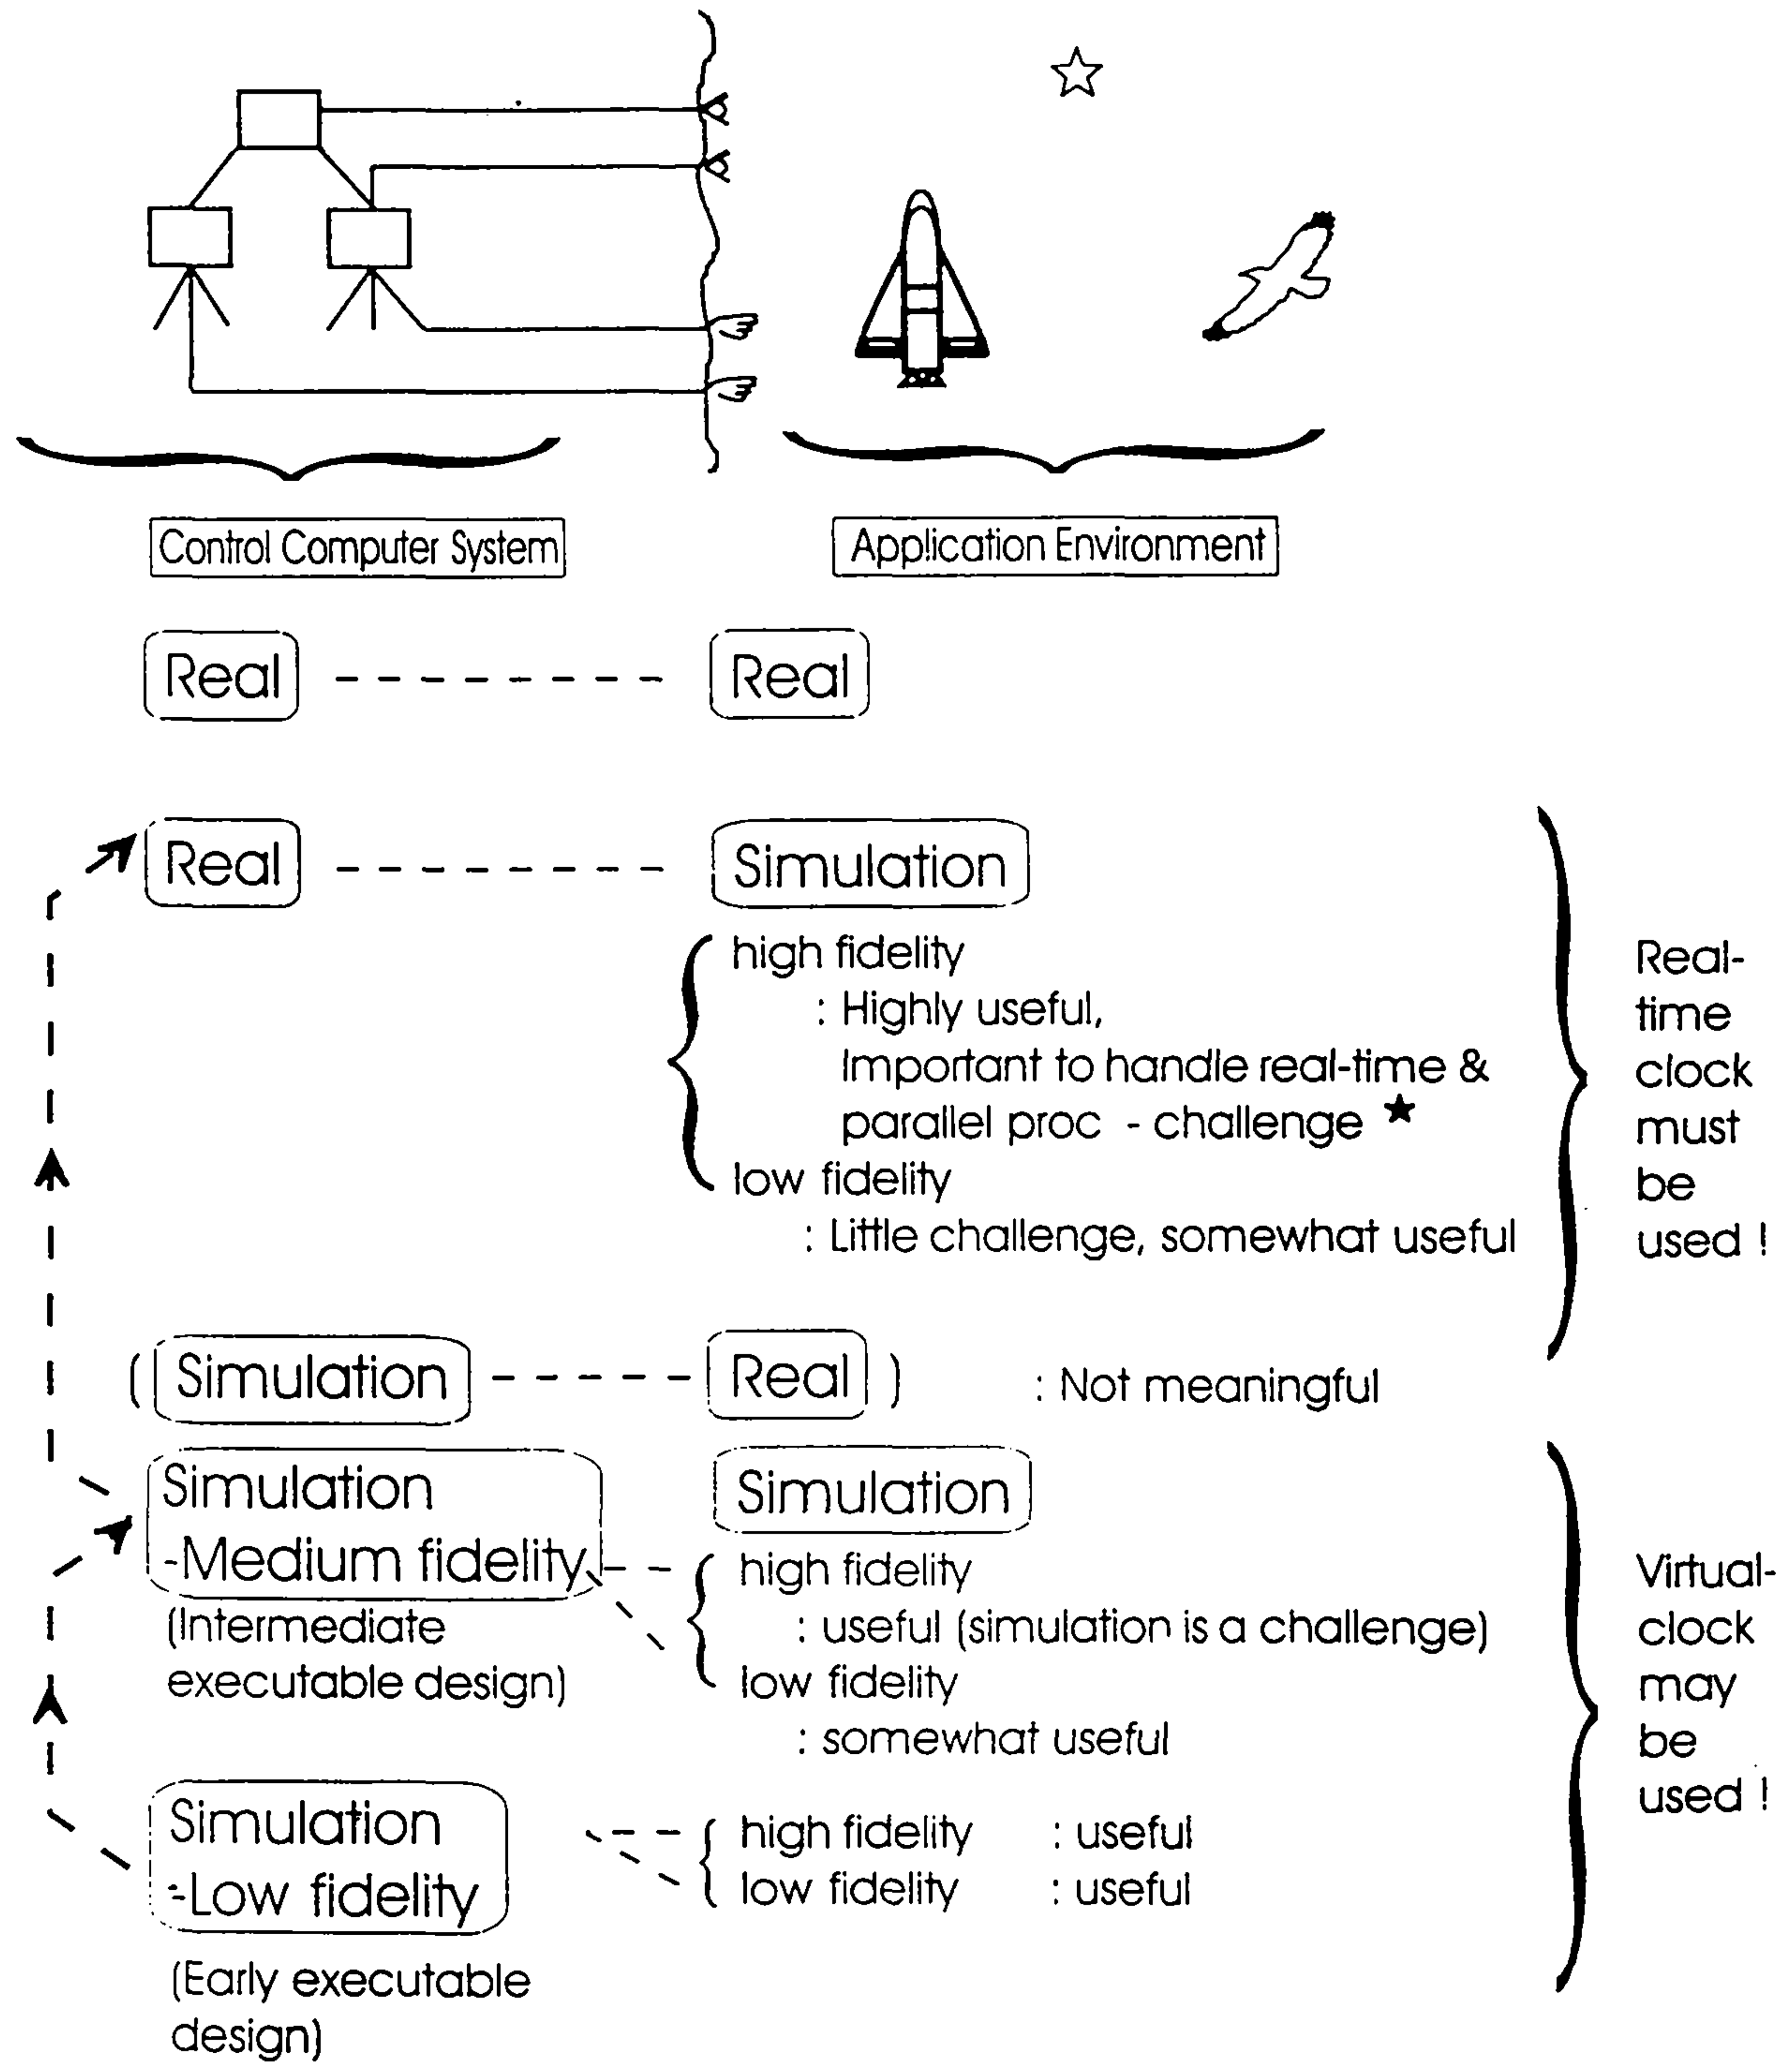 Control Computer System
Application Environment
Real
Real
Real
Simulation
high fidelity
: Highly useful,
Important to handle real-time &
parallel proc - challenge ★
low fidelity
: Little challenge, somewhat useful
Real-
time
clock
must
be
used !
( Simulation
Real )
: Not meaningful
Simulation
-Medium fidelity
(Intermediate
executable design)
Simulation
high fidelity
: useful (simulation is a challenge)
low fidelity
: somewhat useful
Simulation
-Low fidelity
(Early executable
design)
high fidelity : useful
low fidelity : useful
Virtual-
clock
may
be
used !